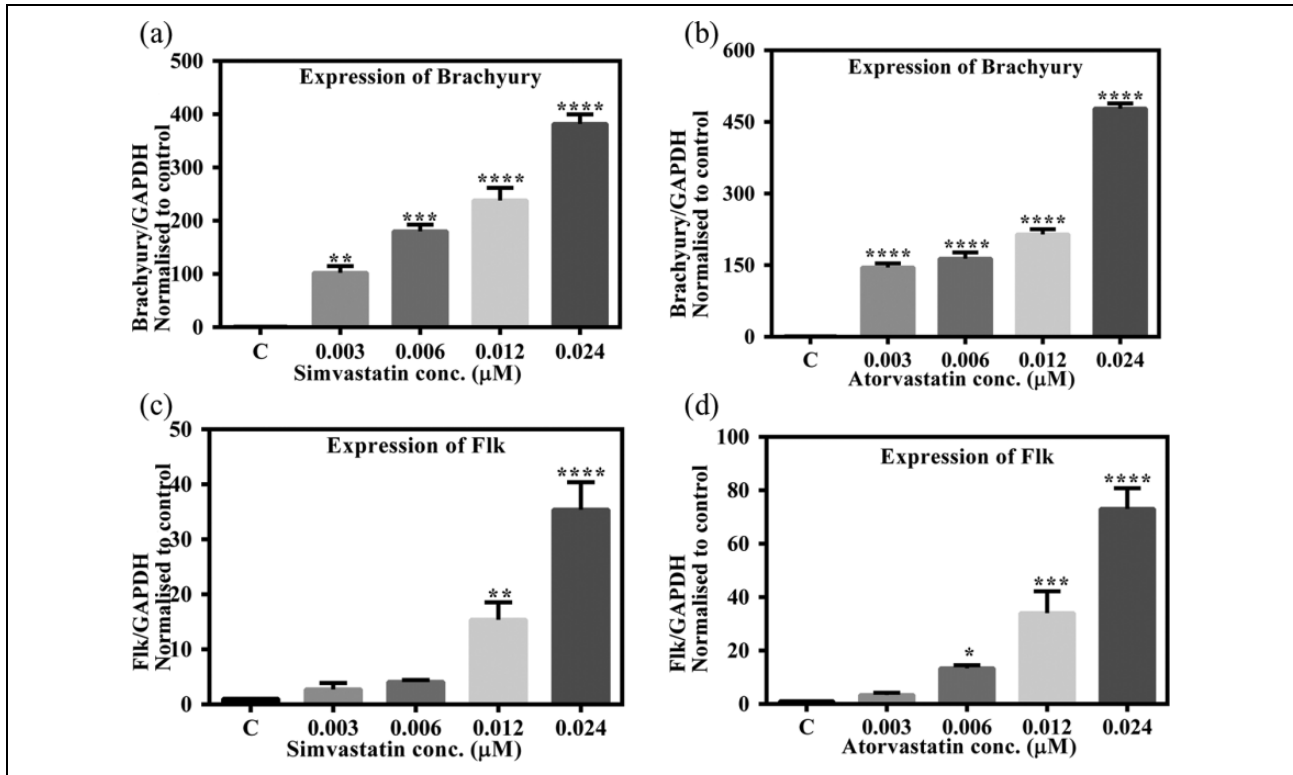 (a)
Expression of Brachyury
Brachyury/GAPDH
Normalised to control
500
400
300
200
100
0
**
***
****
****
C 0.003 0.006 0.012 0.024
Simvastatin conc. (μM)
(b)
Expression of Brachyury
Brachyury/GAPDH
Normalised to control
600
450
300
150
0
****
****
****
****
C 0.003 0.006 0.012 0.024
Atorvastatin conc. (μM)
(c)
Expression of Flk
Flk/GAPDH
Normalised to control
50
40
30
20
10
0
**
****
C 0.003 0.006 0.012 0.024
Simvastatin conc. (μM)
(d)
Expression of Flk
Flk/GAPDH
Normalised to control
100
80
60
40
20
0
*
***
****
C 0.003 0.006 0.012 0.024
Atorvastatin conc. (μM)